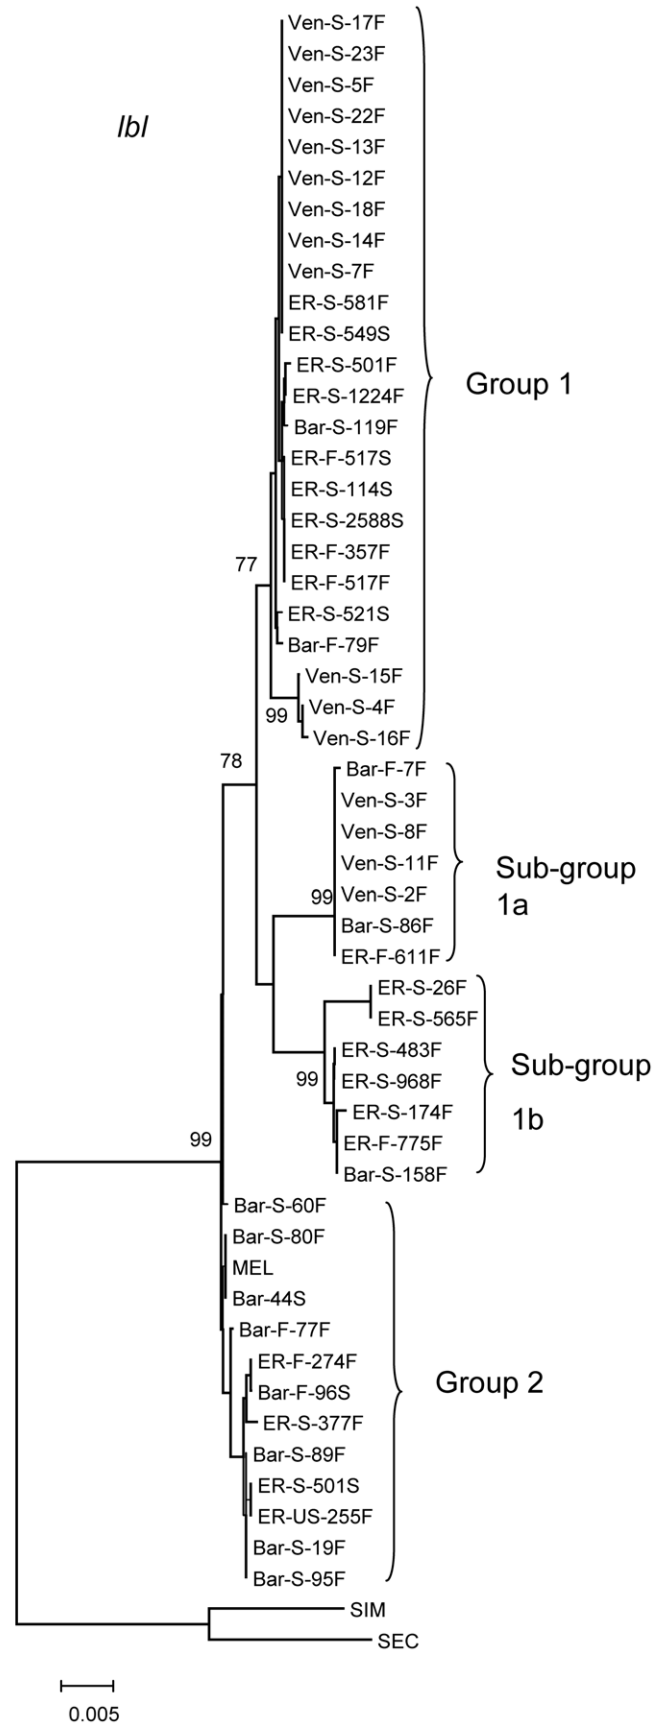 Ven-S-17F
Ven-S-23F
Ven-S-5F
lbl
Ven-S-22F
Ven-S-13F
Ven-S-12F
Ven-S-18F
Ven-S-14F
Ven-S-7F
ER-S-581F
ER-S-549S
ER-S-501F
Group 1
ER-S-1224F
Bar-S-119F
ER-F-517S
ER-S-114S
ER-S-2588S
ER-F-357F
77
ER-F-517F
ER-S-521S
Bar-F-79F
Ven-S-15F
Ven-S-4F
99
Ven-S-16F
78
Bar-F-7F
Ven-S-3F
Ven-S-8F
Ven-S-11F
Sub-group
1a
99
Ven-S-2F
Bar-S-86F
ER-F-611F
ER-S-26F
ER-S-565F
ER-S-483F
Sub-group
1b
99
ER-S-968F
ER-S-174F
ER-F-775F
99
Bar-S-158F
Bar-S-60F
Bar-S-80F
MEL
Bar-44S
Bar-F-77F
ER-F-274F
Group 2
Bar-F-96S
ER-S-377F
Bar-S-89F
ER-S-501S
ER-US-255F
Bar-S-19F
Bar-S-95F
SIM
SEC
0.005